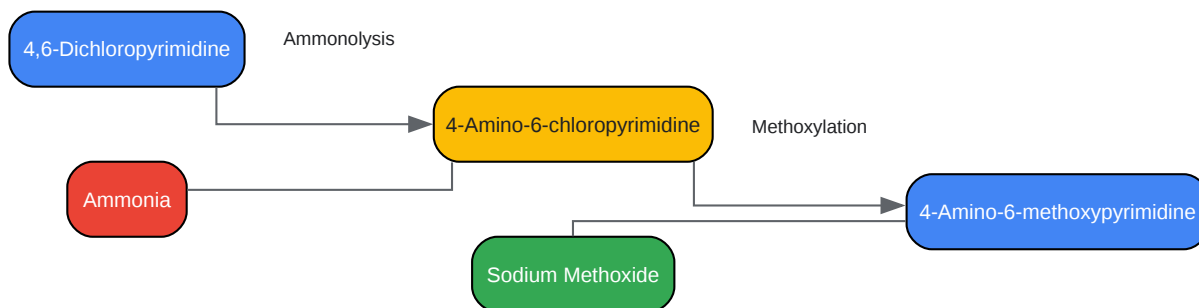 4,6-Dichloropyrimidine
Ammonolysis
4-Amino-6-chloropyrimidine
Methoxylation
Ammonia
4-Amino-6-methoxypyrimidine
Sodium Methoxide